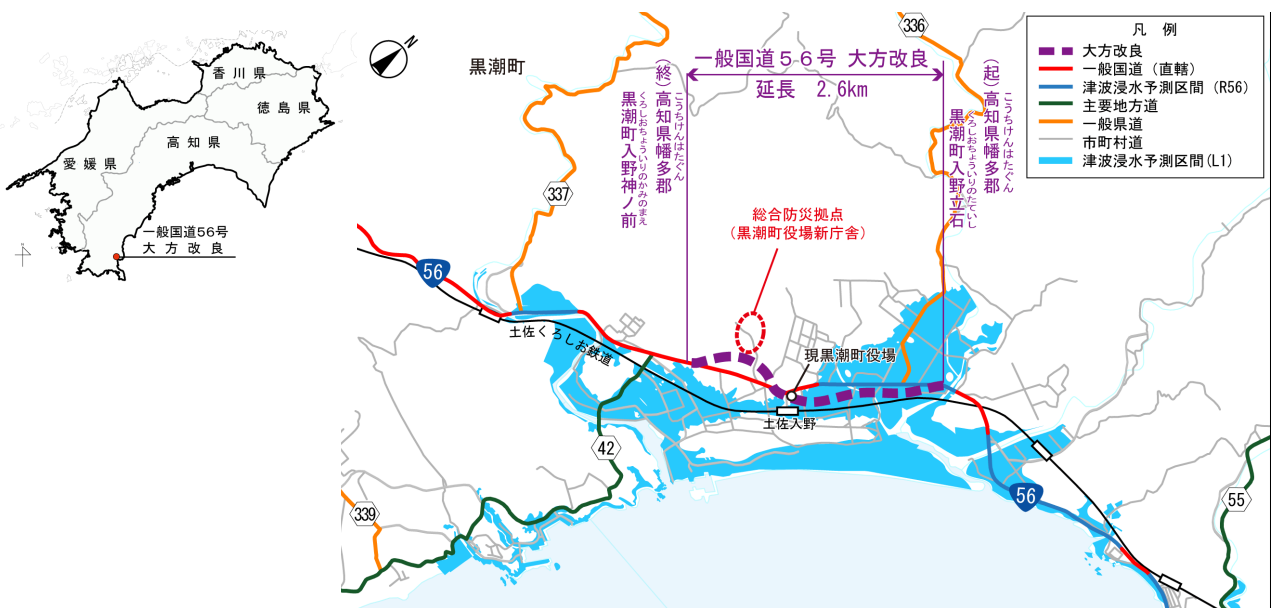 香川県
徳島県
高知県
愛媛県
一般国道56号
大方改良
N
黒潮町
336
一般国道56号 大方改良
延長 2.6km
(終)高知県幡多郡
こうちけんはたぐん
黒潮町入野神ノ前
くろしおちょういりのかみのまえ
(起)高知県幡多郡
こうちけんはたぐん
黒潮町入野立石
くろしおちょういりのたていし
凡例
大方改良
一般国道(直轄)
津波浸水予測区間(R56)
主要地方道
一般県道
市町村道
津波浸水予測区間(L1)
337
総合防災拠点
(黒潮町役場新庁舎)
56
土佐くろしお鉄道
現黒潮町役場
土佐入野
42
339
56
55